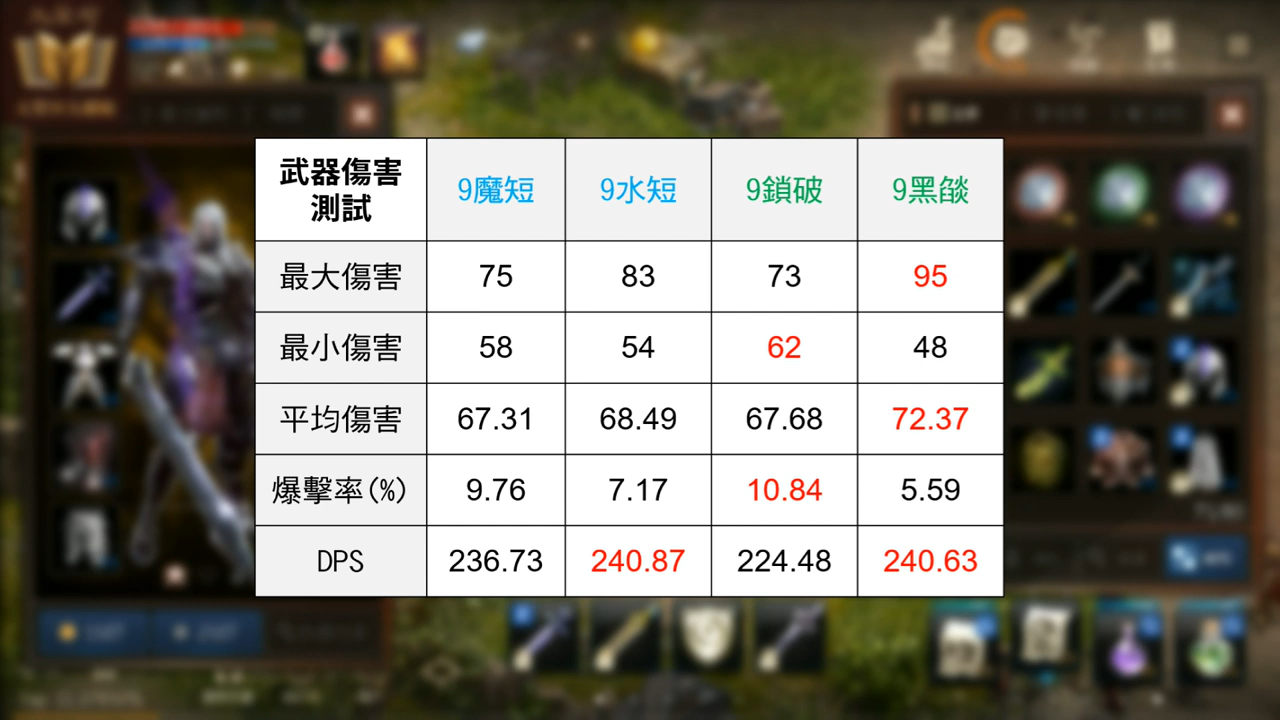 武器傷害
測試
9魔短 9水短 9鎖破 9黑燄
最大傷害 75 83 73 95
最小傷害 58 54 62 48
平均傷害 67.31 68.49 67.68 72.37
爆擊率(%) 9.76 7.17 10.84 5.59
DPS 236.73 240.87 224.48 240.63